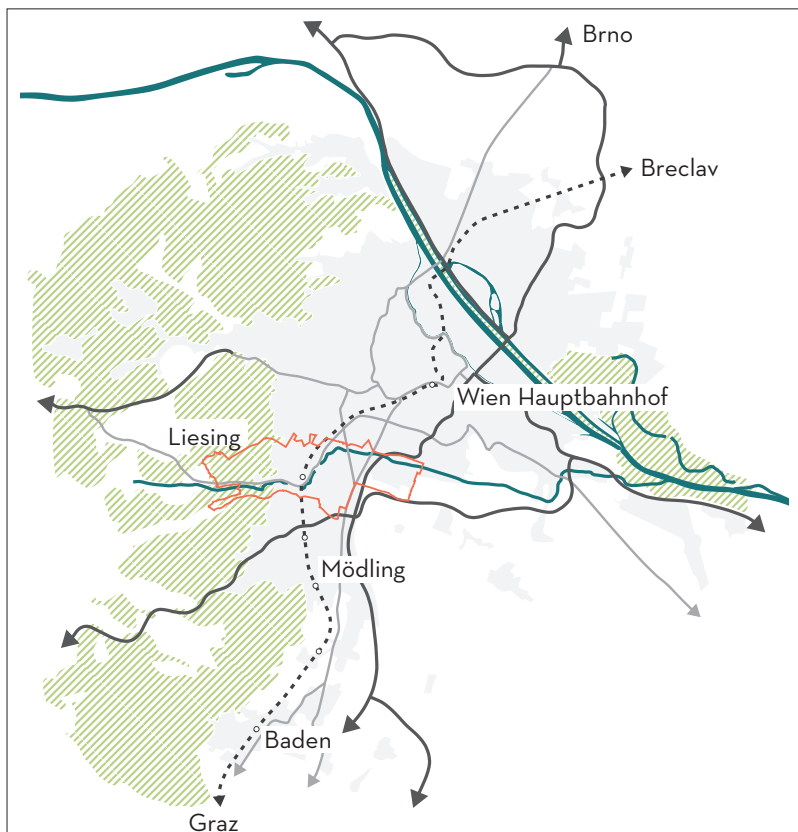 Brno
Breclav
Wien Hauptbahnhof
Liesing
Mödling
Baden
Graz